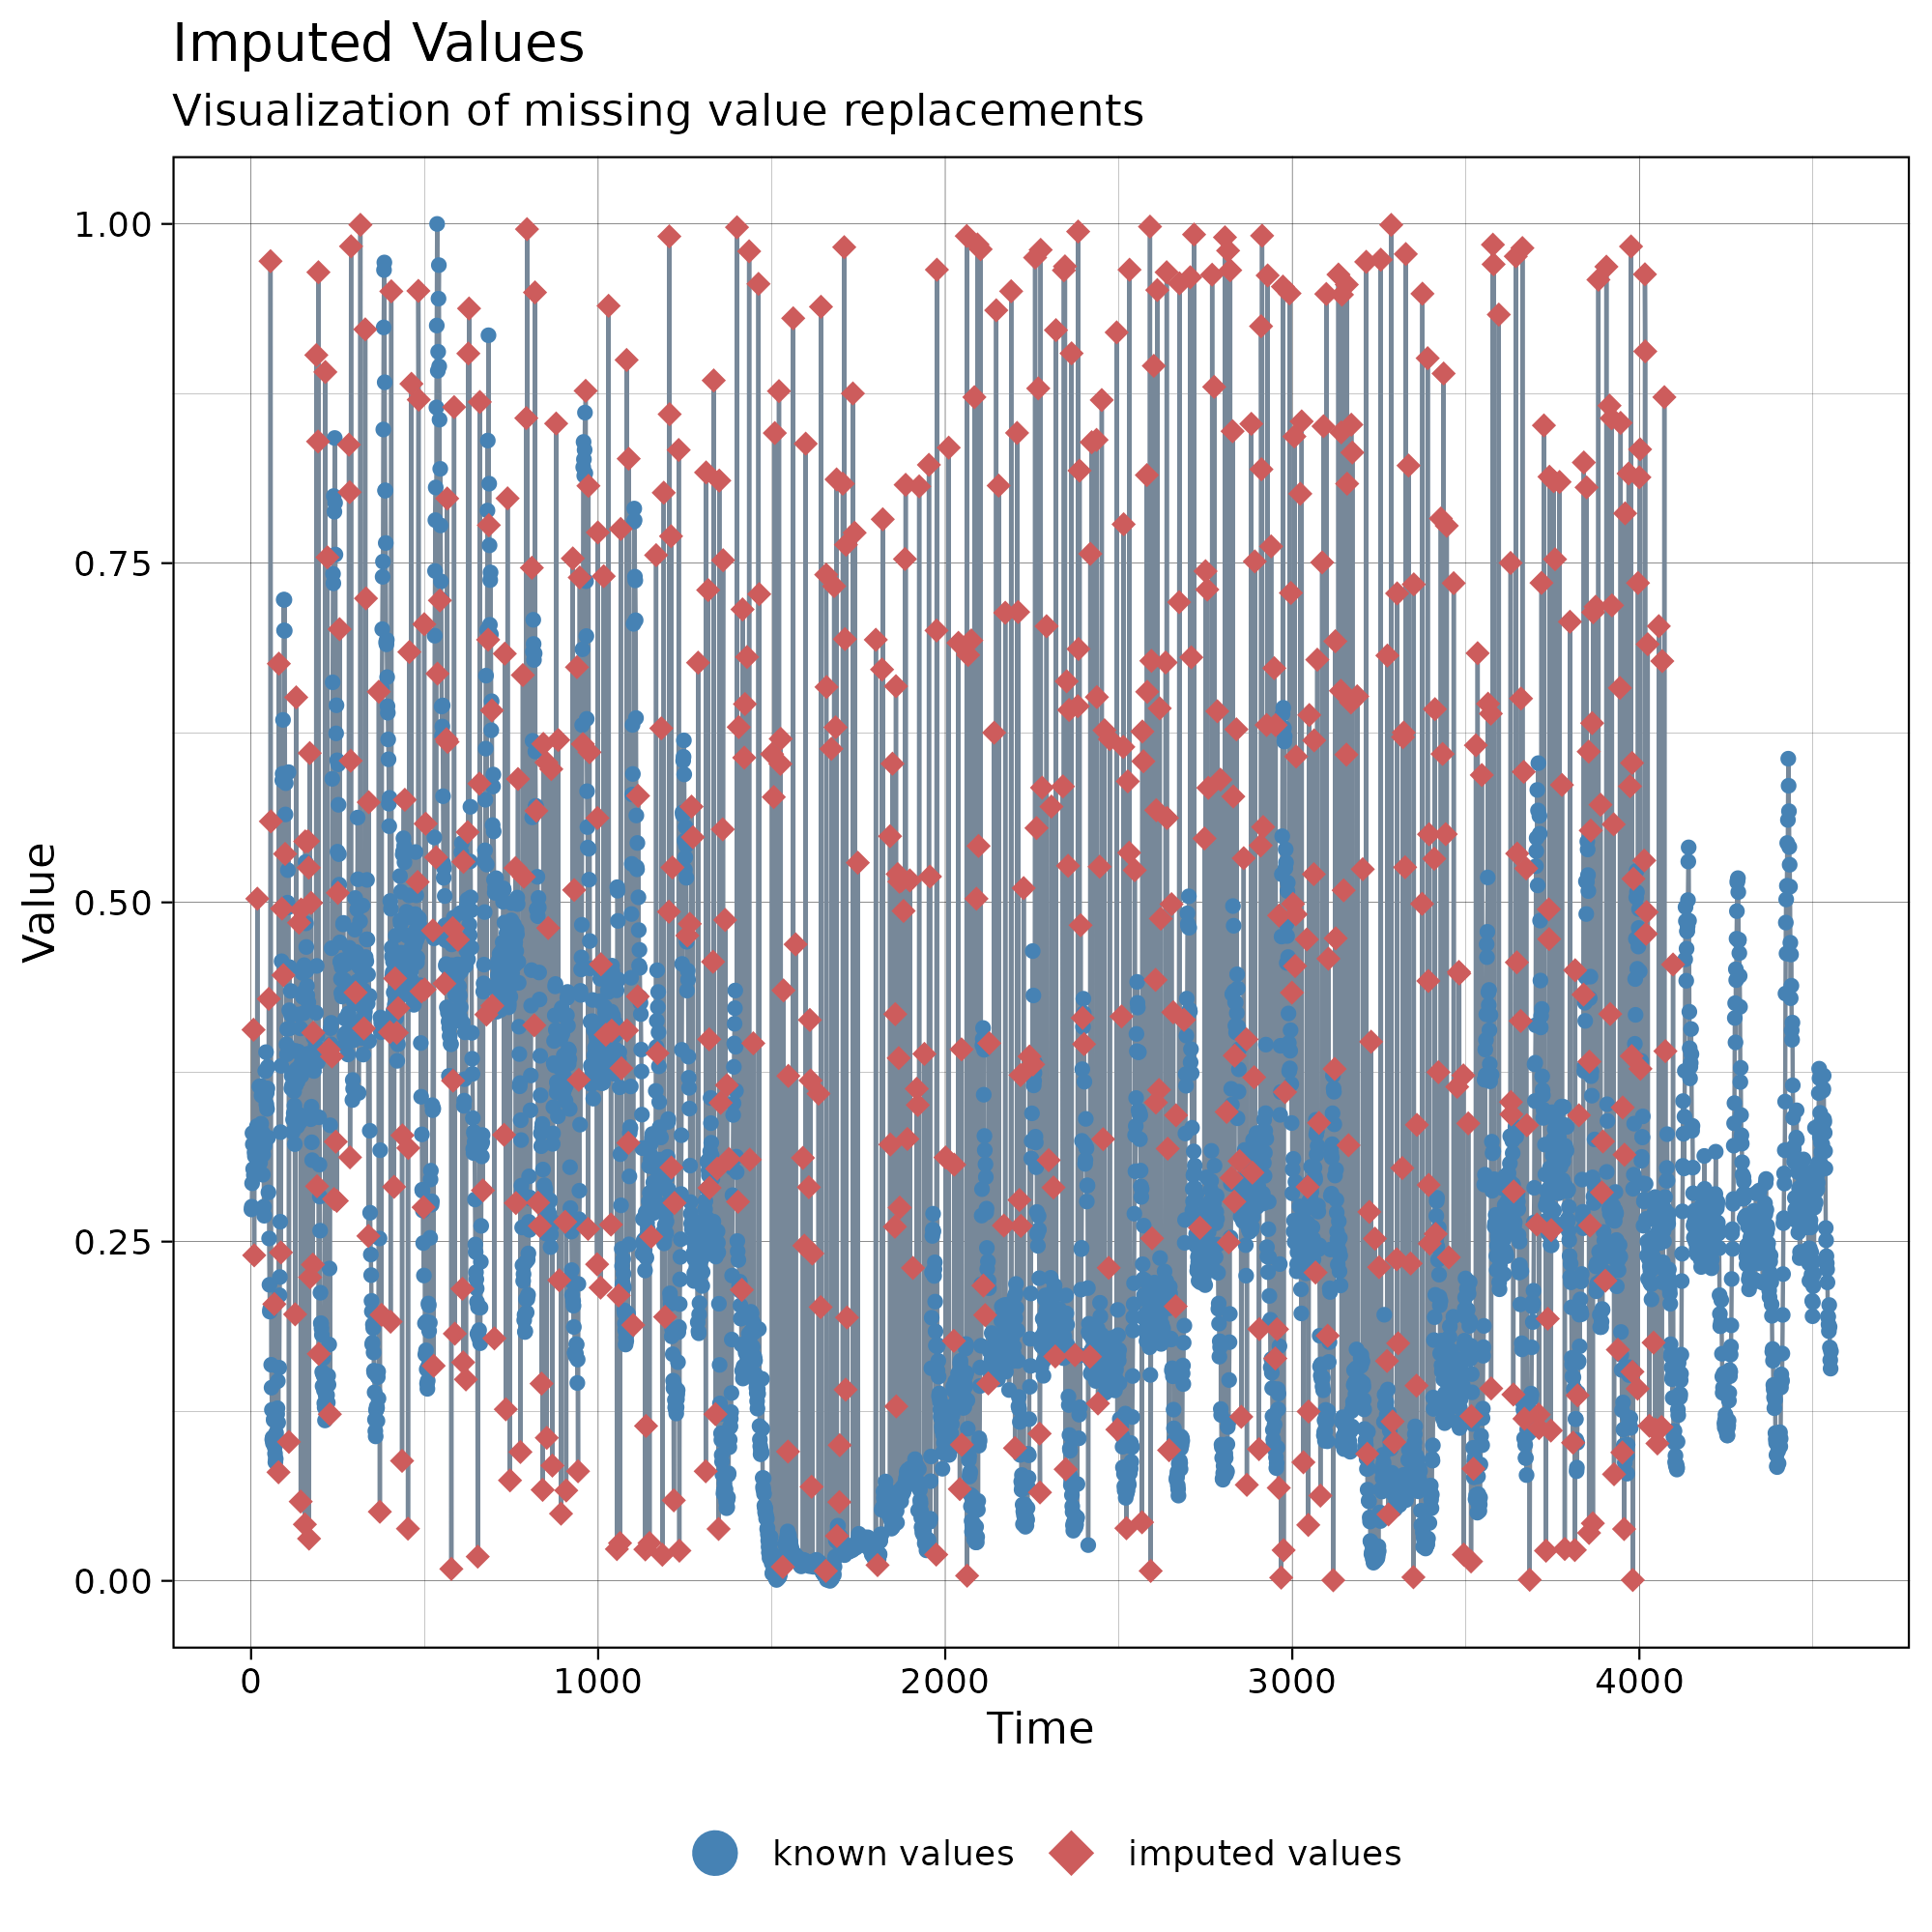 Imputed Values
Visualization of missing value replacements
1.00
0.75
0.50
0.25
0.00
Value
0 1000 2000 3000 4000
Time
known values imputed values